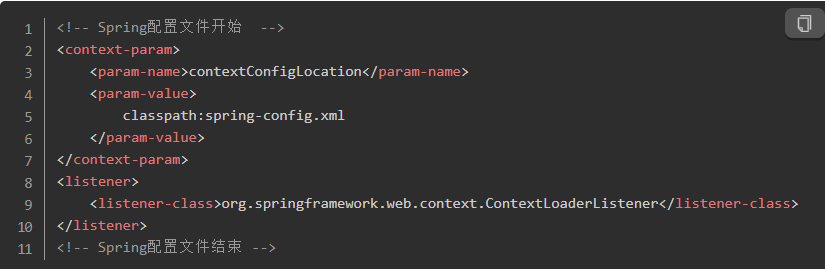 1 <!-- Spring配置文件开始  -->
2 <context-param>
3     <param-name>contextConfigLocation</param-name>
4     <param-value>
5         classpath:spring-config.xml
6     </param-value>
7 </context-param>
8 <listener>
9     <listener-class>org.springframework.web.context.ContextLoaderListener</listener-class>
10 </listener>
11 <!-- Spring配置文件结束 -->